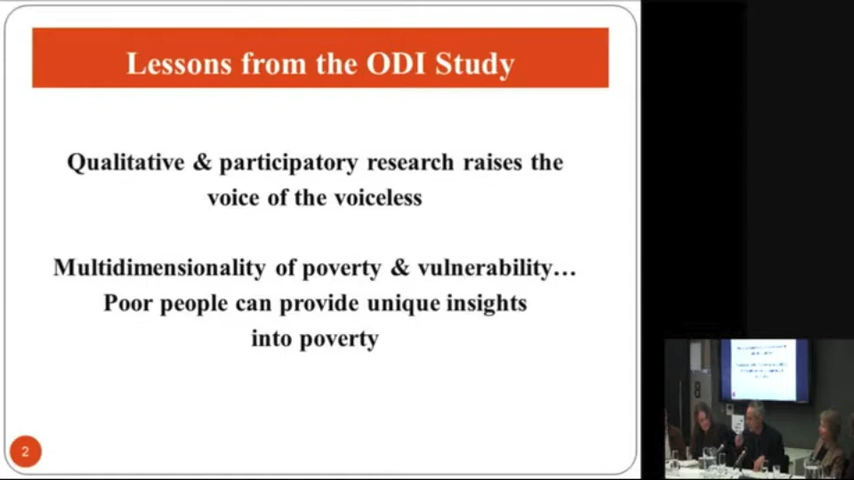 Lessons from the ODI Study
Qualitative & participatory research raises the
voice of the voiceless
Multidimensionality of poverty & vulnerability…
Poor people can provide unique insights
into poverty
2
8